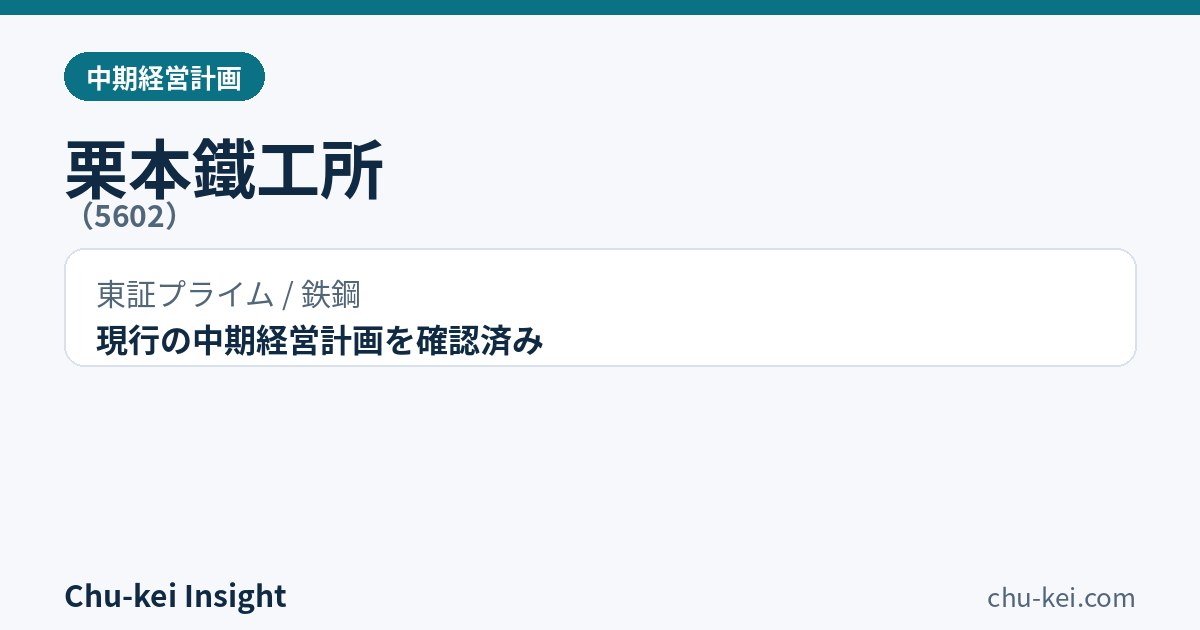 中期経営計画
栗本鐵工所
（5602）
東証プライム / 鉄鋼
現行の中期経営計画を確認済み
Chu-kei Insight
chu-kei.com